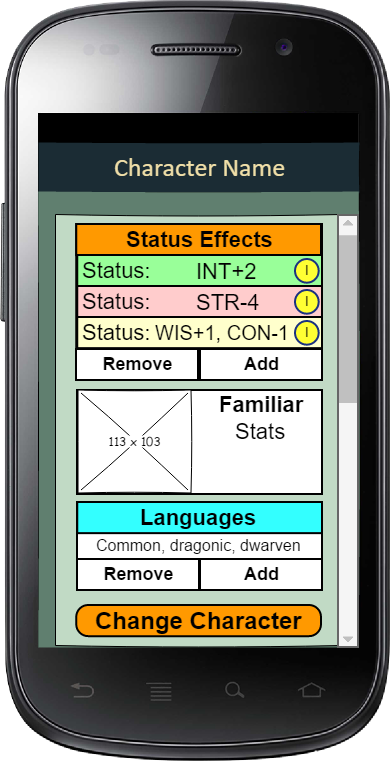 Character Name
Status Effects
Status: INT+2 I
Status: STR-4 I
Status: WIS+1, CON-1 I
Remove Add
113 × 103
Familiar
Stats
Languages
Common, dragonic, dwarven
Remove Add
Change Character